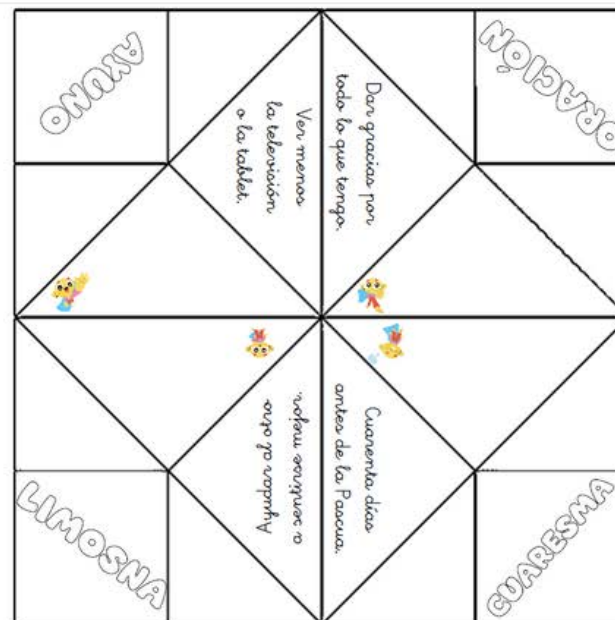 AYUNO
ORACIÓN
Ver menos
la televisión
o la tablet.
Dar gracias por
todo lo que tengo.
Ayudar al otro
a sentirse mejor.
Cuarenta días
antes de la Pascua.
LIMOSNA
CUARESMA